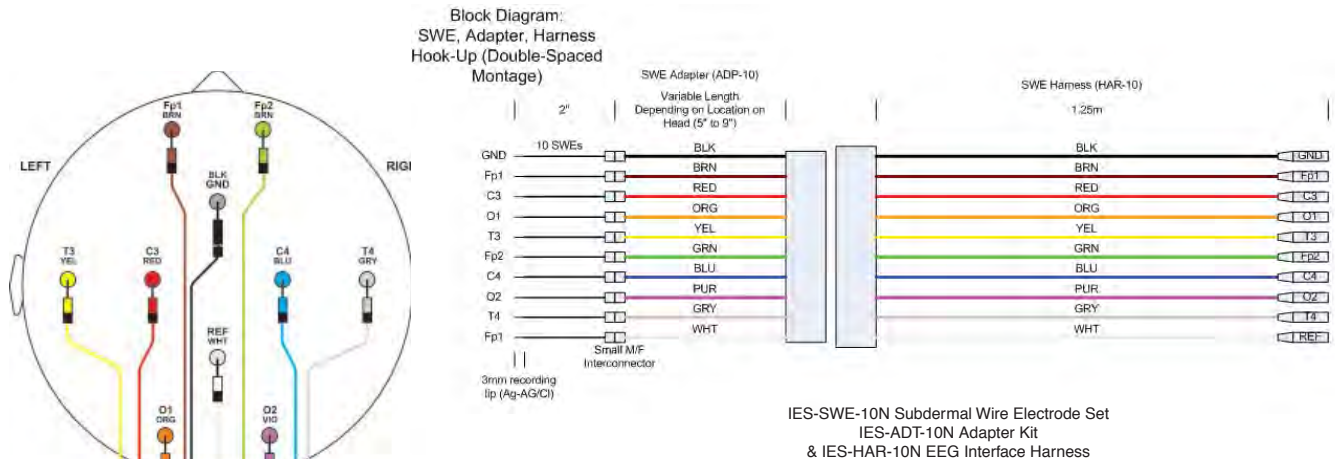 Block Diagram:
SWE, Adapter, Harness
Hook-Up (Double-Spaced
Montage)
SWE Adapter (ADP-10)
SWE Harness (HAR-10)
2"
Variable Length
Depending on Location on
Head (5" to 9")
1.25m
10 SWEs
GND
BLK
BLK
GND
Fp1
BRN
BRN
Fp1
C3
RED
RED
C3
O1
ORG
ORG
O1
T3
YEL
YEL
T3
Fp2
GRN
GRN
Fp2
C4
BLU
BLU
C4
O2
PUR
PUR
O2
T4
GRY
GRY
T4
Fp1
WHT
WHT
REF
Small M/F
Interconnector
3mm recording
tip (Ag-AG/Cl)
Fp1
BRN
Fp2
BRN
LEFT
RIGI
BLK
GND
T3
YEL
C3
RED
C4
BLU
T4
GRY
REF
WHT
O1
ORG
O2
VIO
IES-SWE-10N Subdermal Wire Electrode Set
IES-ADT-10N Adapter Kit
& IES-HAR-10N EEG Interface Harness